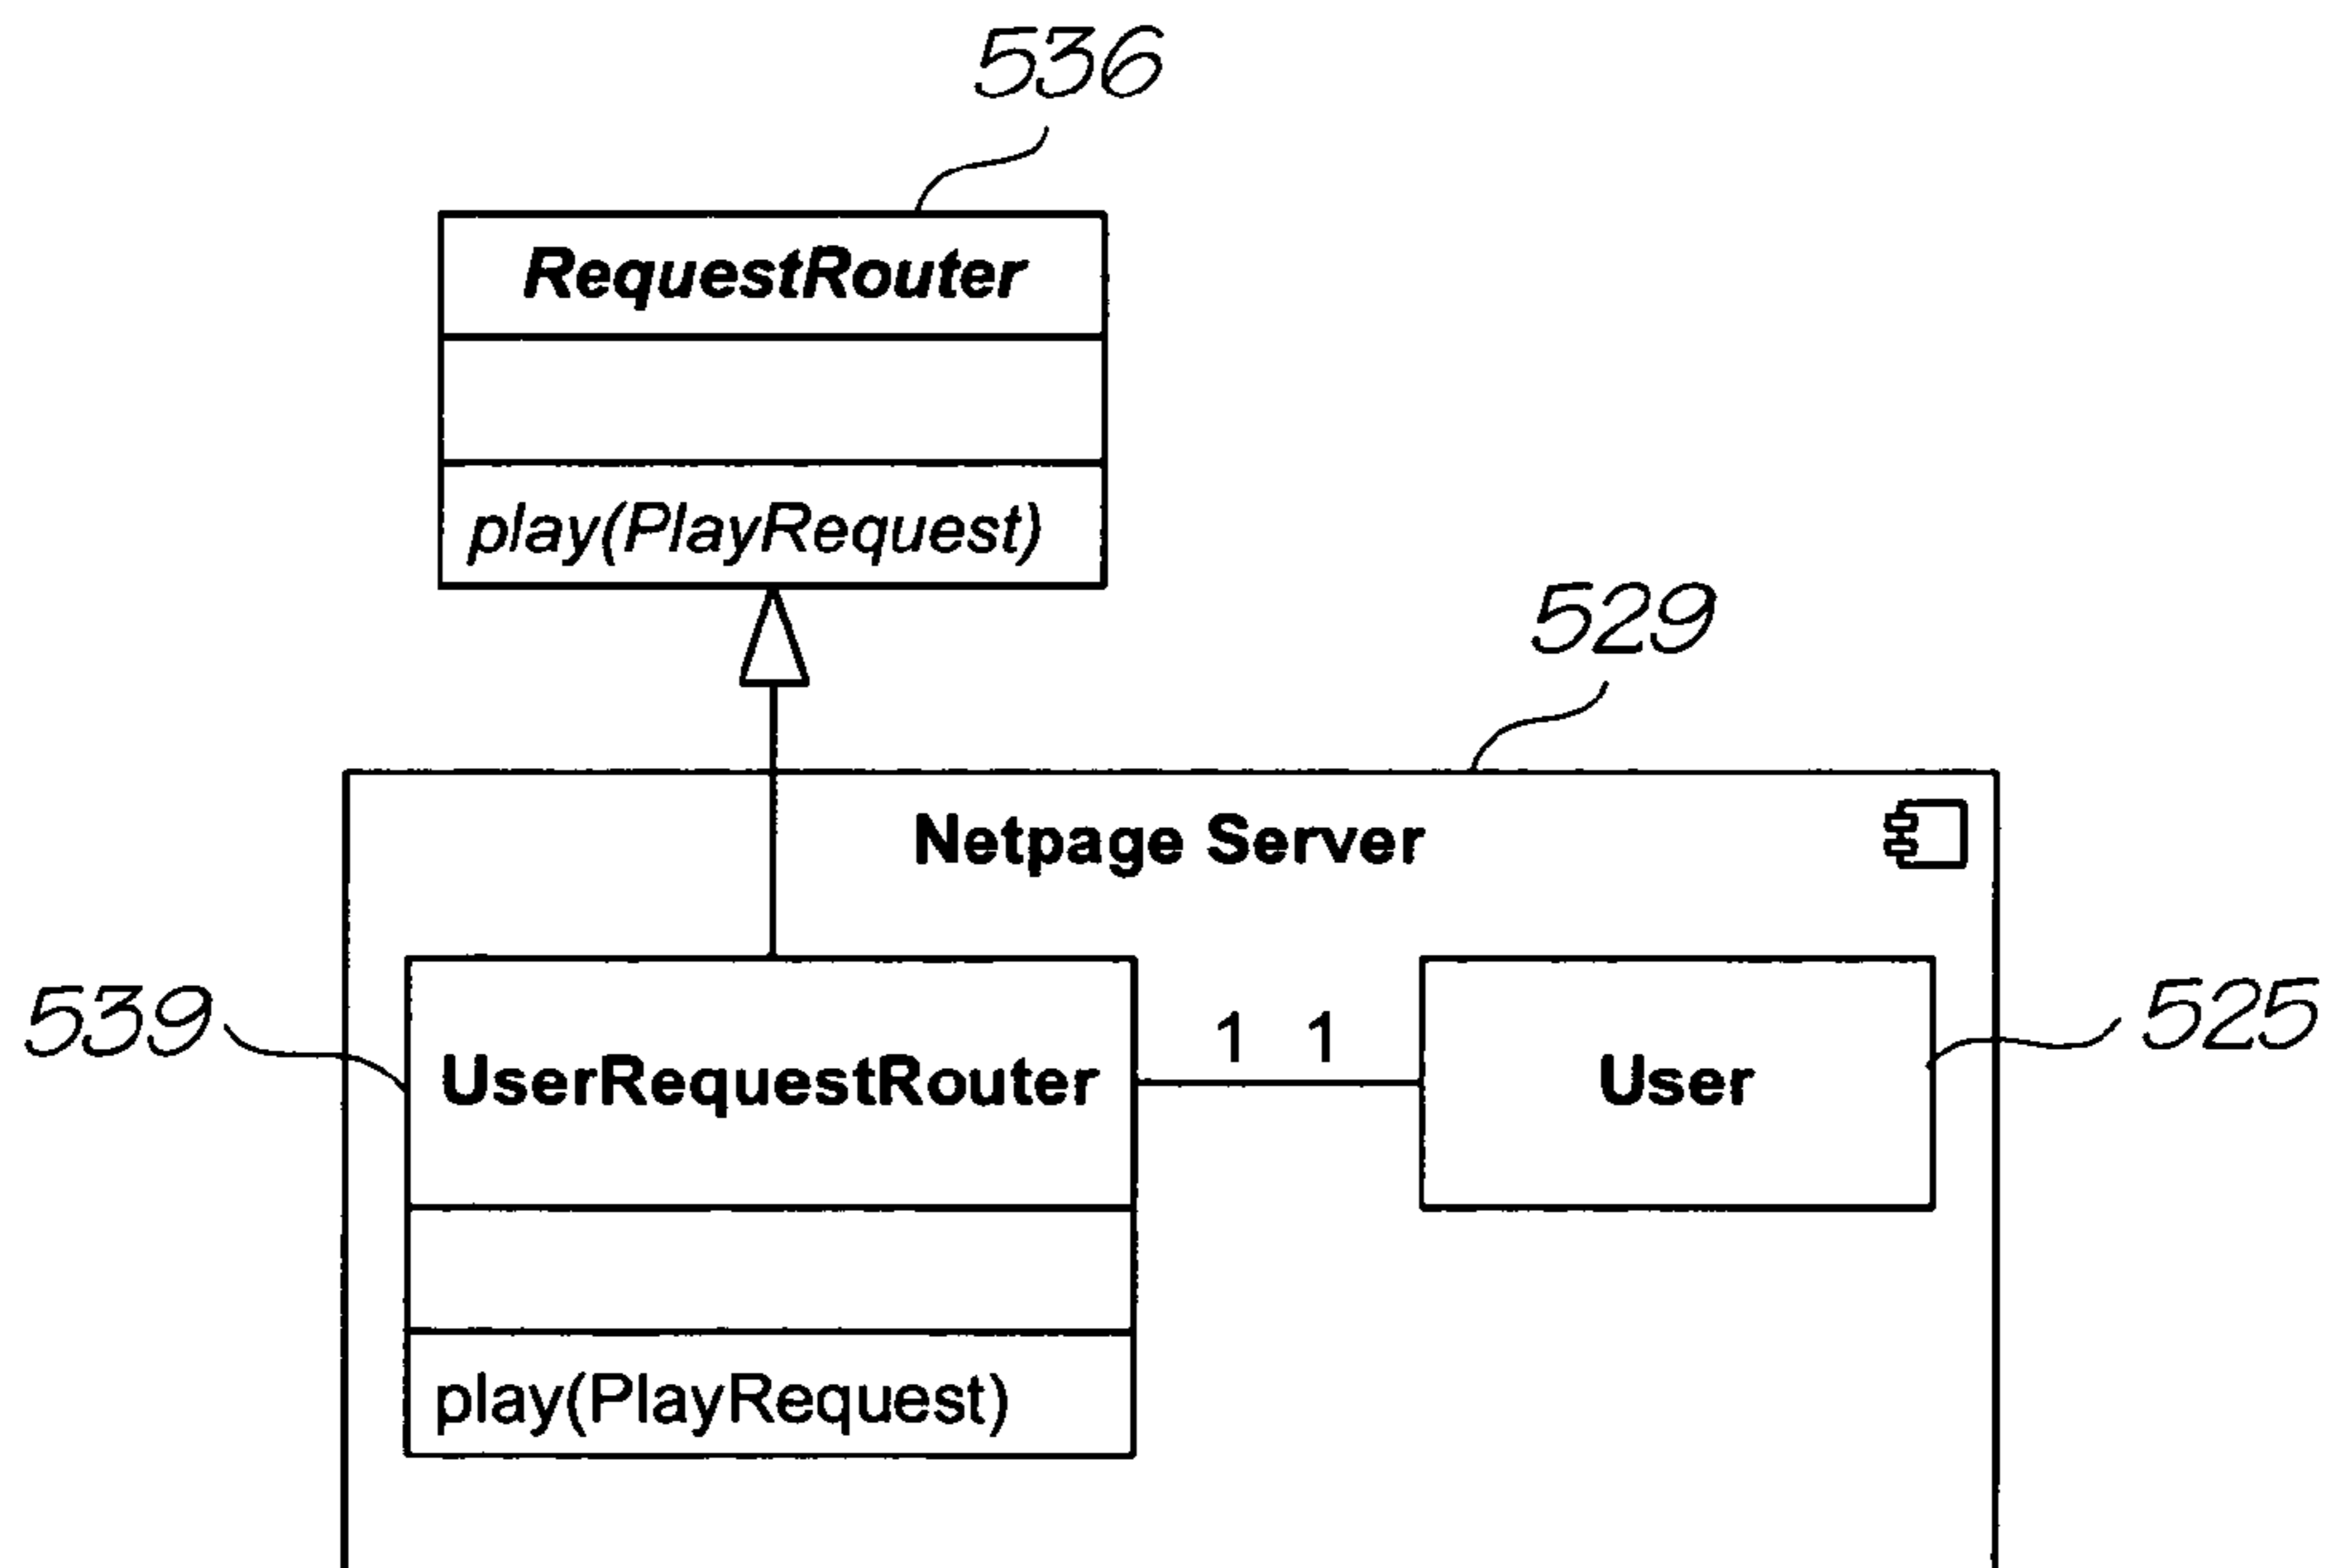 536
RequestRouter
play(PlayRequest)
529
Netpage Server
539
UserRequestRouter
1 1
User
525
play(PlayRequest)